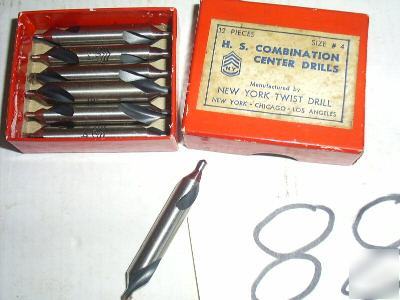 12 PIECES SIZE # 4
H. S. COMBINATION
CENTER DRILLS
N.Y.
Manufactured by
NEW YORK TWIST DRILL
NEW YORK • CHICAGO • LOS ANGELES
88